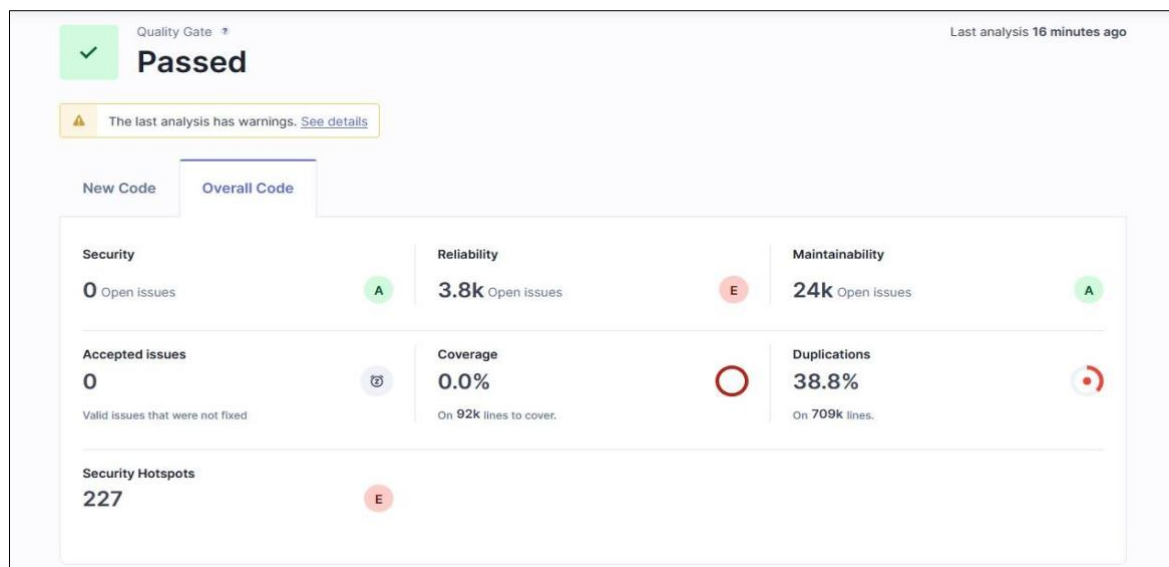 Quality Gate ?
Last analysis 16 minutes ago
Passed
The last analysis has warnings. See details
New Code
Overall Code
Security
0 Open issues
A
Reliability
3.8k Open issues
E
Maintainability
24k Open issues
A
Accepted issues
0
Valid issues that were not fixed
Coverage
0.0%
On 92k lines to cover.
Duplications
38.8%
On 709k lines.
Security Hotspots
227
E